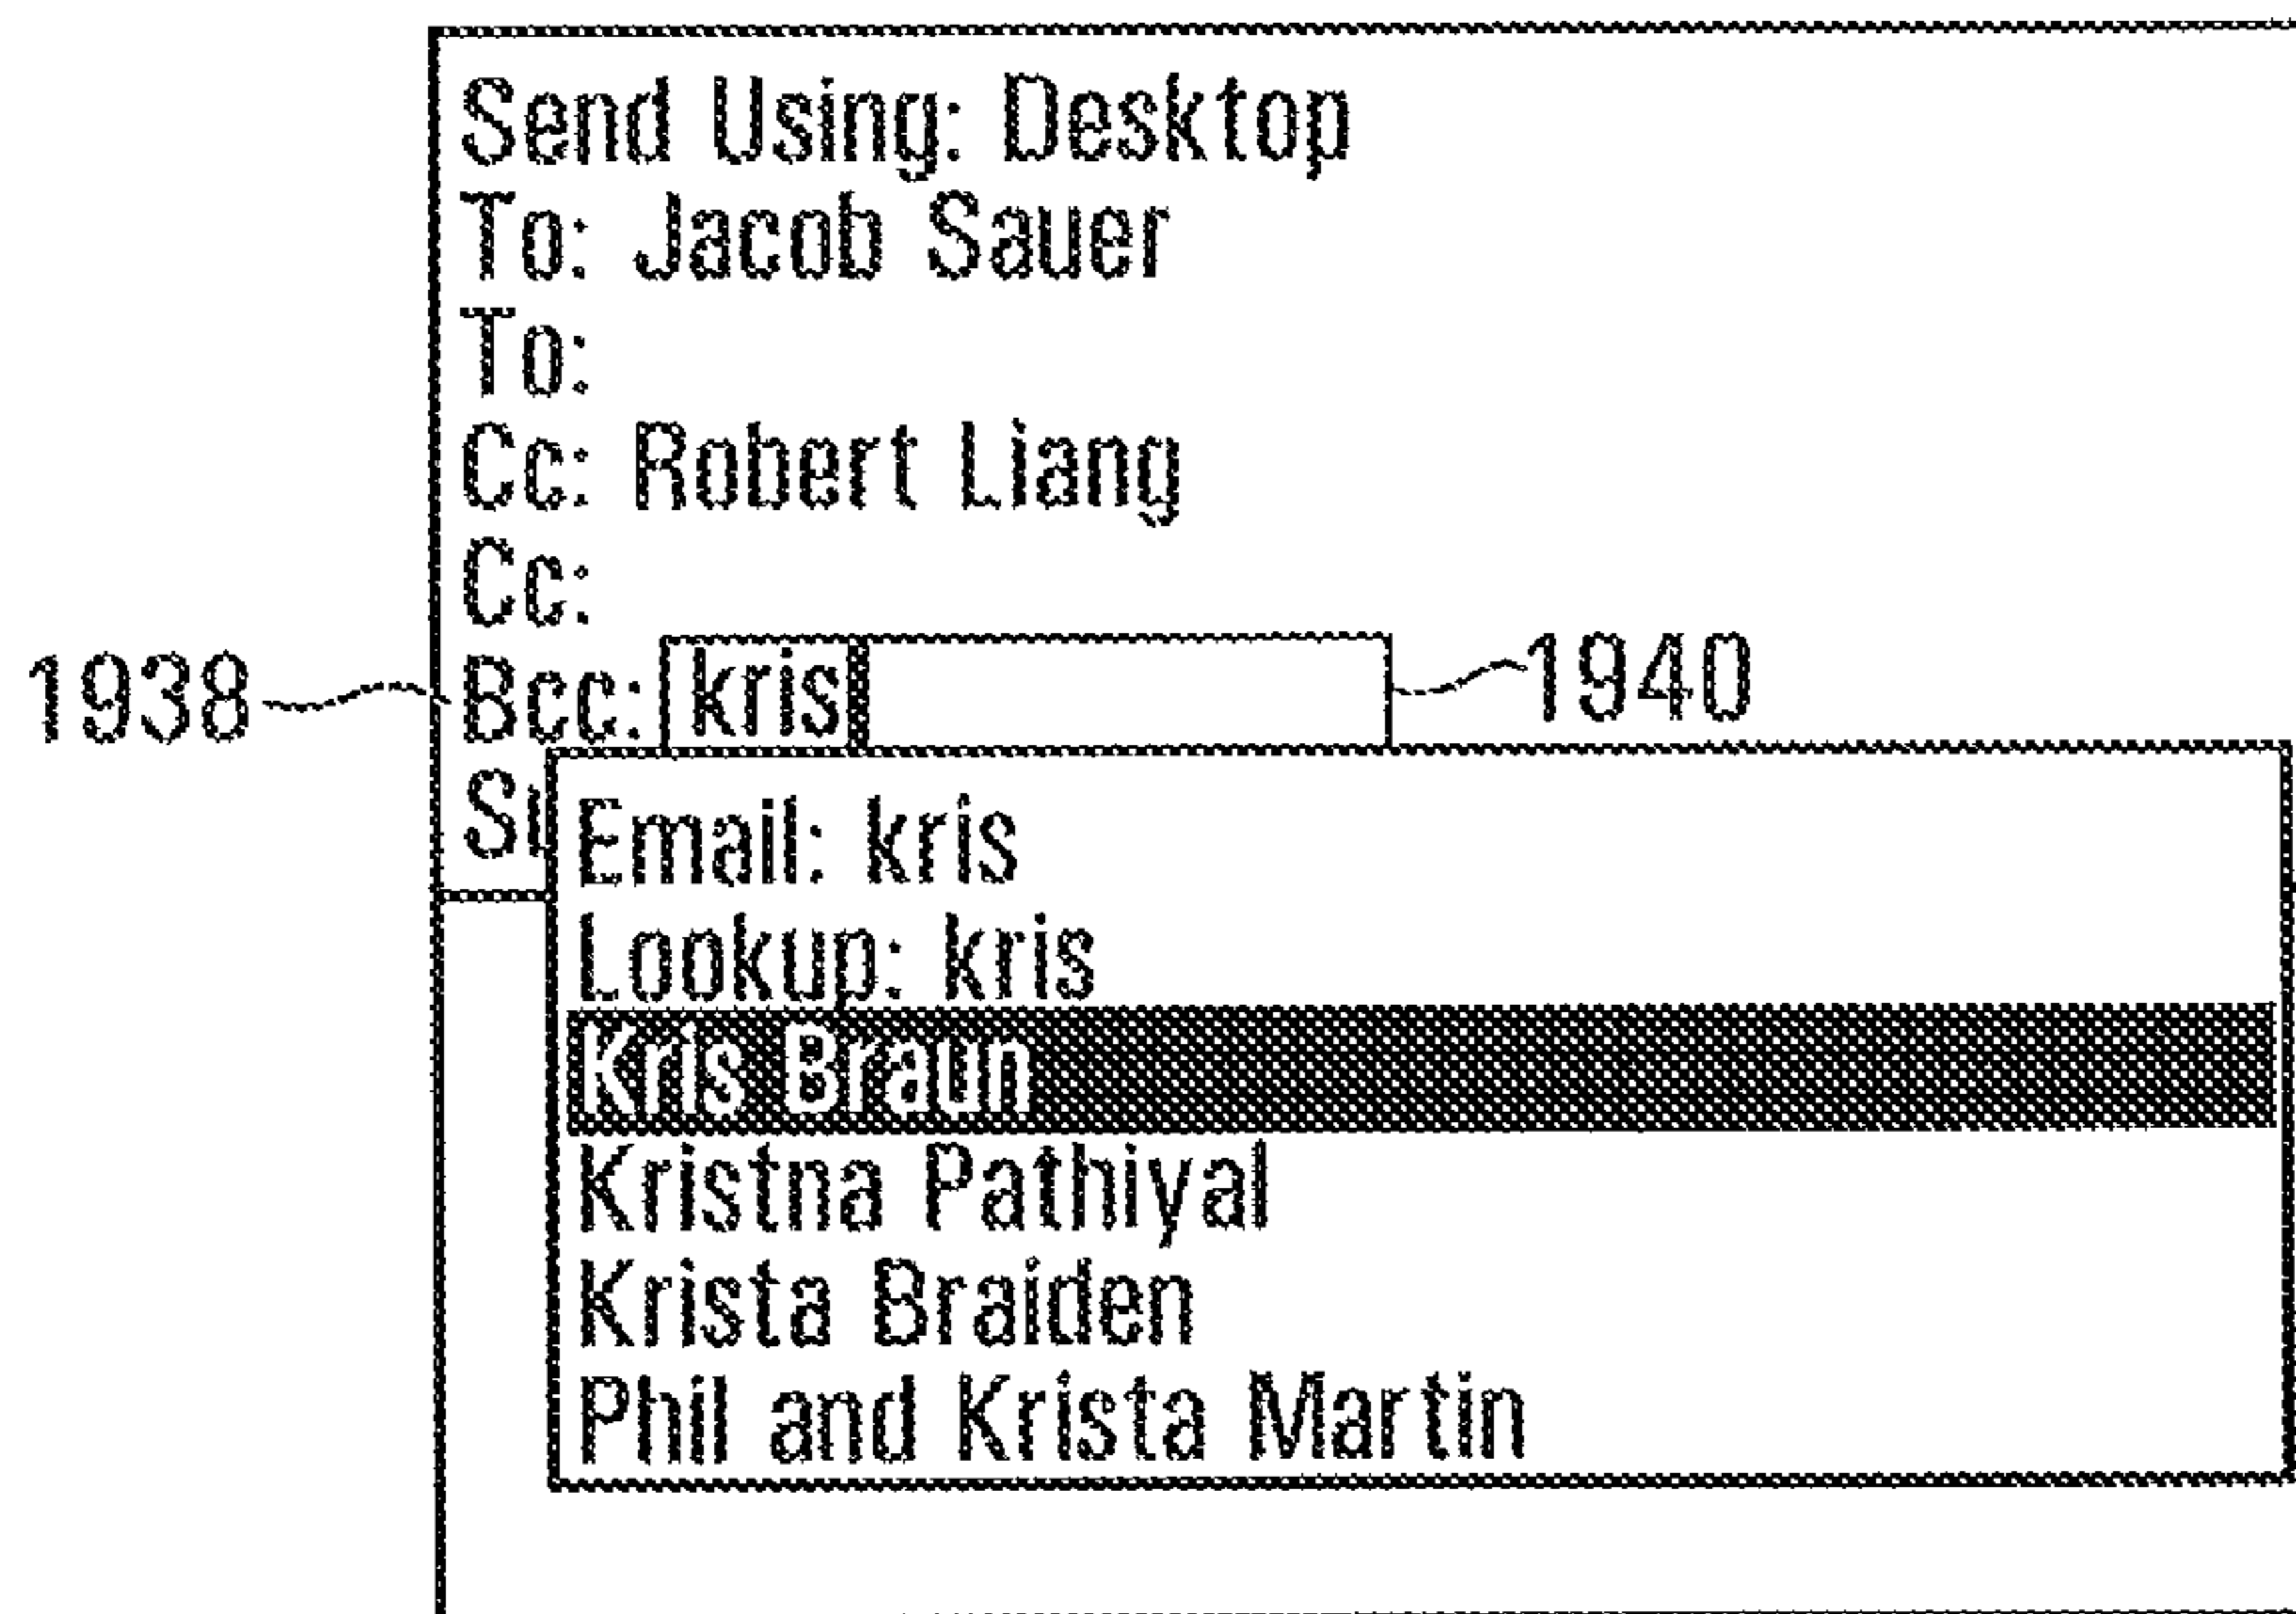 Send Using: Desktop
To: Jacob Sauer
To:
Cc: Robert Liang
Cc:
1938 Bcc: kris 1940
Email: kris
Lookup: kris
Kris Braun
Kristna Pathiyal
Krista Braiden
Phil and Krista Martin